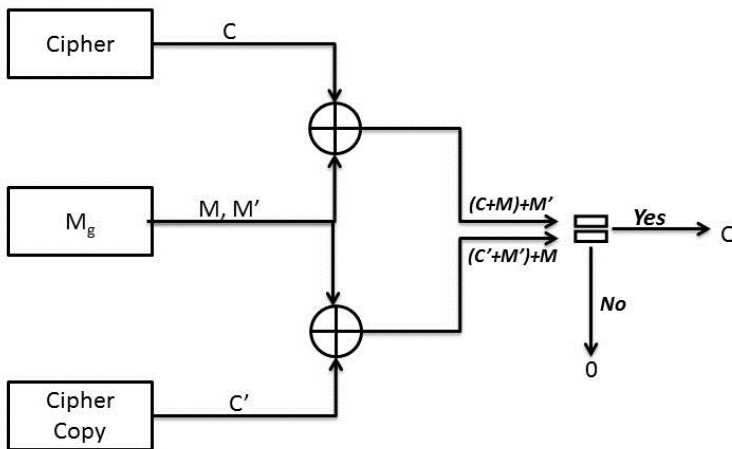 Cipher
C
M_g
M, M’
(C+M)+M’
(C’+M’)+M
Yes
C
No
0
Cipher
Copy
C’